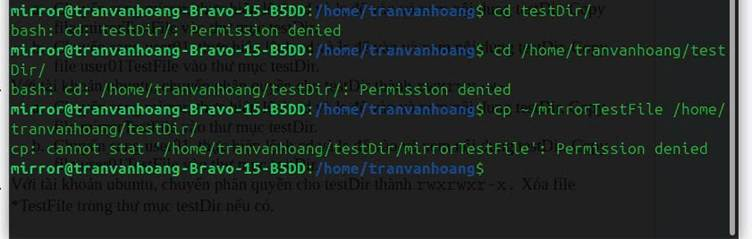 mirror@tranvanhoang-Bravo-15-B5DD:/home/tranvanhoang$ cd testDir/
bash: cd: testDir/: Permission denied
mirror@tranvanhoang-Bravo-15-B5DD:/home/tranvanhoang$ cd /home/tranvanhoang/test
Dir/
file user01TestFile vào thư mục testDir.
bash: cd: /home/tranvanhoang/testDir/: Permission denied
mirror@tranvanhoang-Bravo-15-B5DD:/home/tranvanhoang$ cp ~/mirrorTestFile /home/
tranvanhoang/testDir/
thư mục testDir.
cp: cannot stat '/home/tranvanhoang/testDir/mirrorTestFile': Permission denied
mirror@tranvanhoang-Bravo-15-B5DD:/home/tranvanhoang$
Với tài khoản ubuntu, chuyển phân quyền cho testDir thành rwxrwxr-x. Xóa file
*TestFile trong thư mục testDir nếu có.